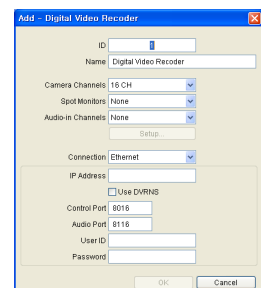 Add - Digital Video Recoder
ID 1
Name Digital Video Recoder
Camera Channels 16 CH
Spot Monitors None
Audio-in Channels None
Setup...
Connection Ethernet
IP Address
Use DVRNS
Control Port 8016
Audio Port 8116
User ID
Password
OK Cancel